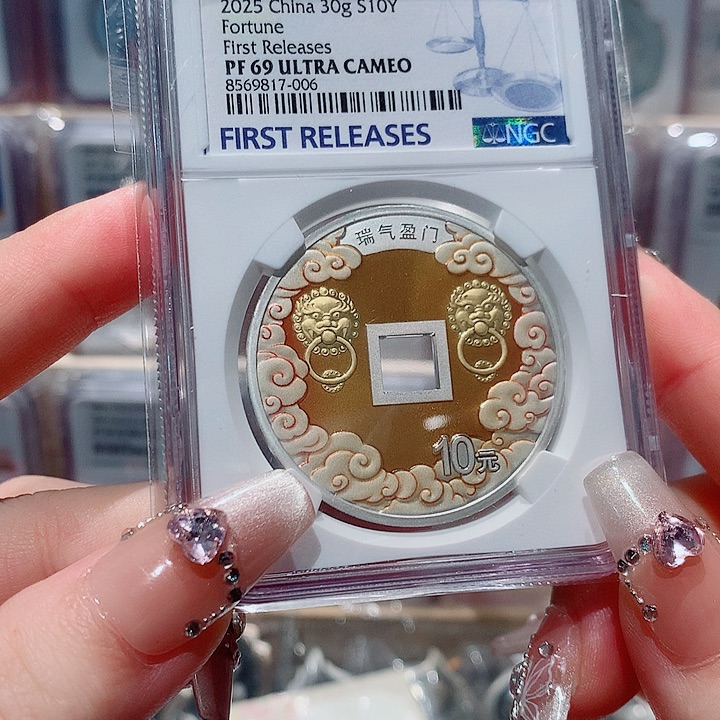 2025 China 30g S10Y
Fortune
First Releases
PF 69 ULTRA CAMEO
8569817-006
FIRST RELEASES
NGC
瑞气盈门
10元